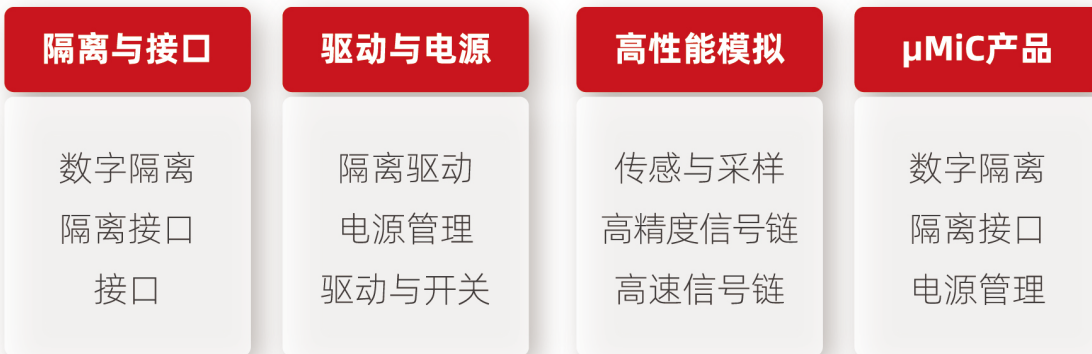 隔离与接口
数字隔离
隔离接口
接口
驱动与电源
隔离驱动
电源管理
驱动与开关
高性能模拟
传感与采样
高精度信号链
高速信号链
μMiC产品
数字隔离
隔离接口
电源管理